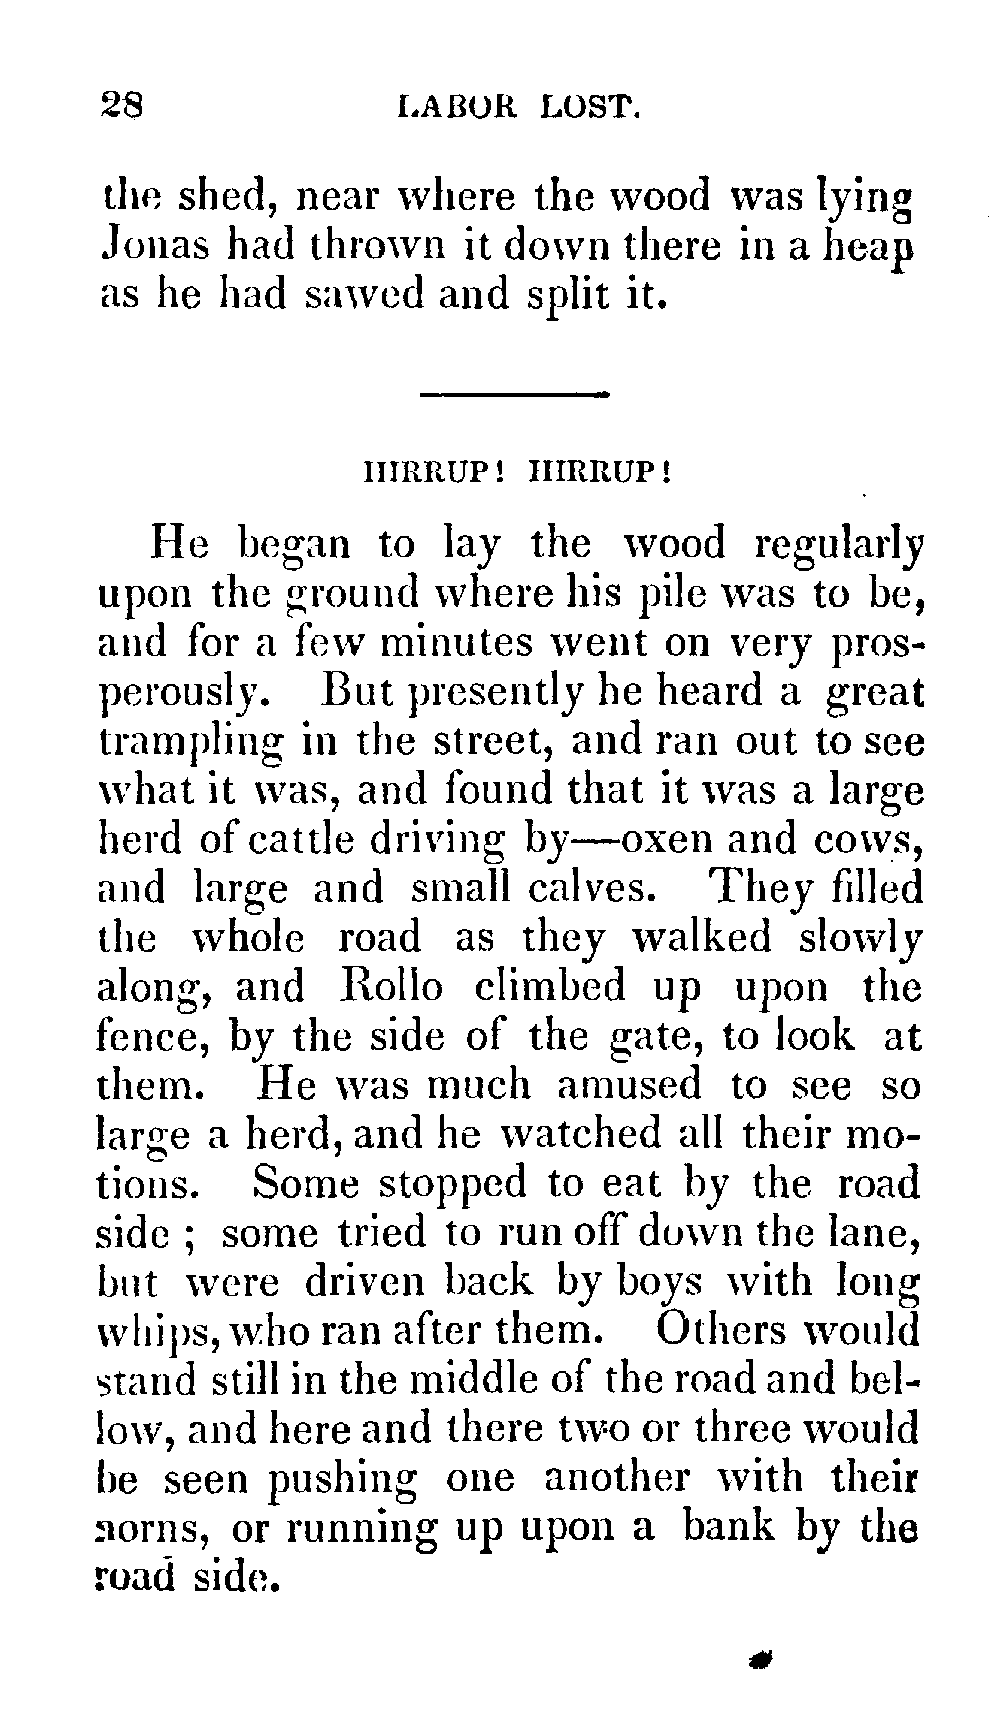 28 LABOR LOST.
the shed, near where the wood was lying
Jonas had thrown it down there in a heap
as he had sawed and split it.
HIRRUP! HIRRUP!
He began to lay the wood regularly
upon the ground where his pile was to be,
and for a few minutes went on very pros-
perously. But presently he heard a great
trampling in the street, and ran out to see
what it was, and found that it was a large
herd of cattle driving by—oxen and cows,
and large and small calves. They filled
the whole road as they walked slowly
along, and Rollo climbed up upon the
fence, by the side of the gate, to look at
them. He was much amused to see so
large a herd, and he watched all their mo-
tions. Some stopped to eat by the road
side ; some tried to run off down the lane,
but were driven back by boys with long
whips, who ran after them. Others would
stand still in the middle of the road and bel-
low, and here and there two or three would
be seen pushing one another with their
horns, or running up upon a bank by the
road side.